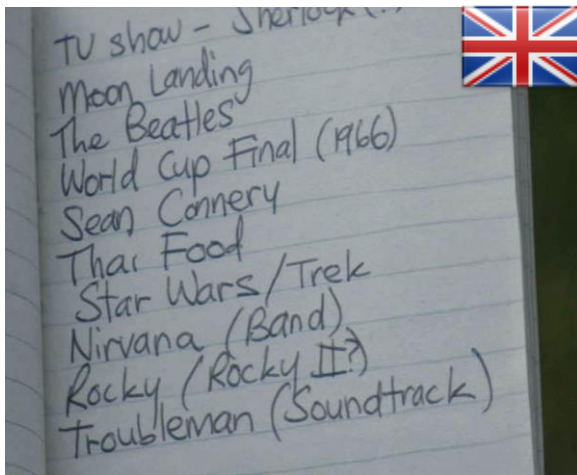 TV show - Sherlock (?)
Moon Landing
The Beatles
World Cup Final (1966)
Sean Connery
Thai Food
Star Wars/Trek
Nirvana (Band)
Rocky (Rocky II?)
Troubleman (Soundtrack)